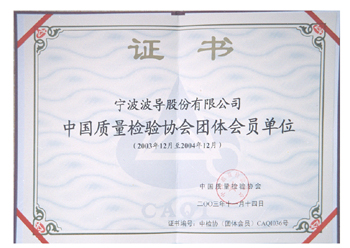 证书
宁波波导股份有限公司
中国质量检验协会团体会员单位
(2003年12月至2004年12月)
中国质量检验协会
二〇〇三年十一月十四日
证书编号:中检协(团体会员)CAQI036号
CAQI